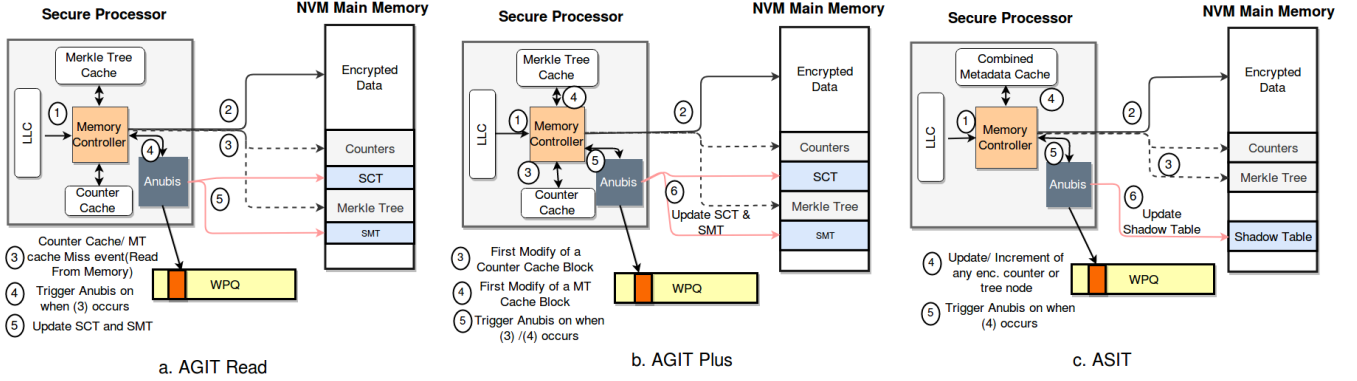 Secure Processor
NVM Main Memory
Merkle Tree
Cache
LLC
1
Memory
Controller
2
3
4
Counter
Cache
Anubis
5
Encrypted
Data
Counters
SCT
Merkle Tree
SMT
WPQ
Counter Cache/ MT
3 cache Miss event(Read
From Memory)
4 Trigger Anubis on
when (3) occurs
5 Update SCT and SMT
a. AGIT Read
Secure Processor
NVM Main Memory
Merkle Tree
Cache
4
LLC
1
Memory
Controller
2
3
5
Counter
Cache
Anubis
6
Update SCT &
SMT
Encrypted
Data
Counters
SCT
Merkle Tree
SMT
WPQ
3 First Modify of a
Counter Cache Block
4 First Modify of a MT
Cache Block
5 Trigger Anubis on when
(3) /(4) occurs
b. AGIT Plus
Secure Processor
NVM Main Memory
Combined
Metadata Cache
4
LLC
1
Memory
Controller
2
3
5
Anubis
6
Update
Shadow Table
Encrypted
Data
Counters
Merkle Tree
Shadow Table
WPQ
4 Update/ Increment of
any enc. counter or
tree node
5 Trigger Anubis on when
(4) occurs
c. ASIT